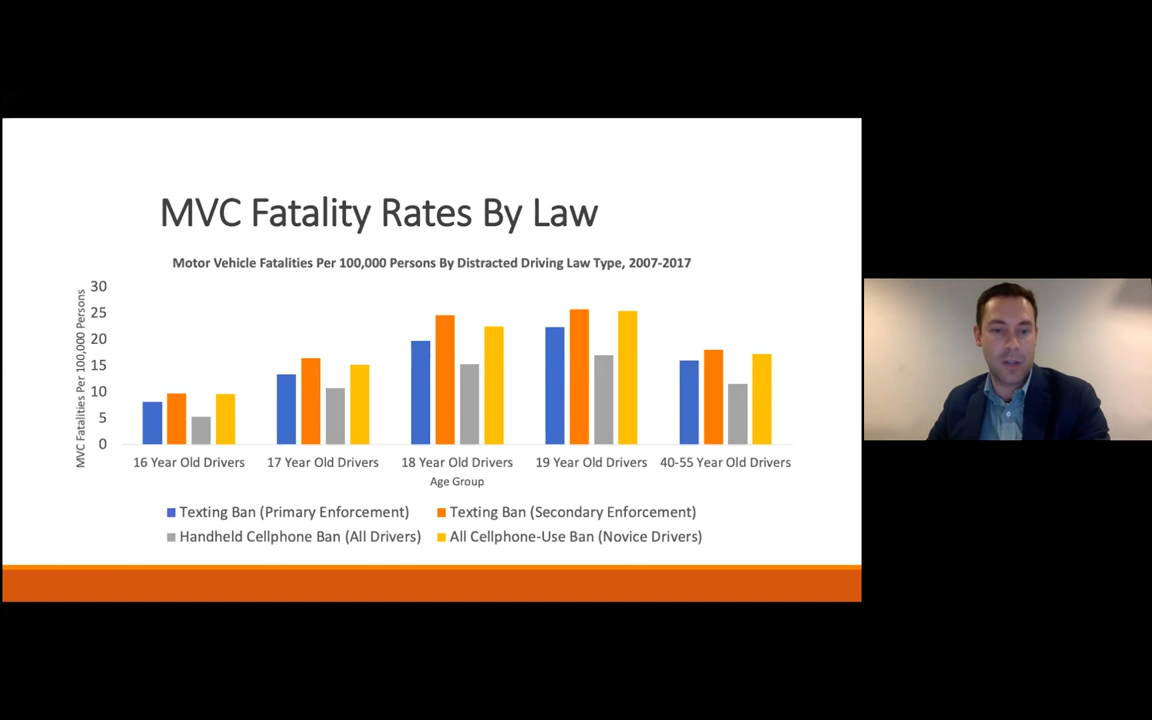 MVC Fatality Rates By Law
Motor Vehicle Fatalities Per 100,000 Persons By Distracted Driving Law Type, 2007-2017
MVC Fatalities Per 100,000 Persons
30
25
20
15
10
5
0
16 Year Old Drivers
17 Year Old Drivers
18 Year Old Drivers
19 Year Old Drivers
40-55 Year Old Drivers
Age Group
Texting Ban (Primary Enforcement)
Texting Ban (Secondary Enforcement)
Handheld Cellphone Ban (All Drivers)
All Cellphone-Use Ban (Novice Drivers)